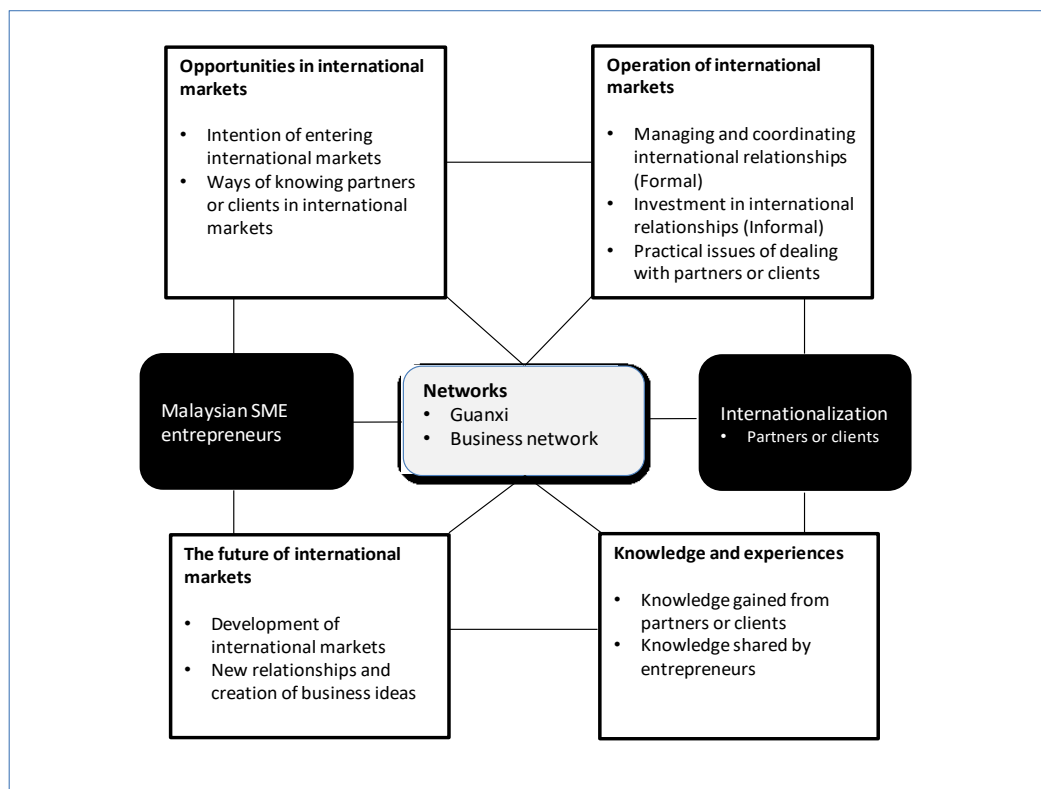 Opportunities in international
markets
• Intention of entering
international markets
• Ways of knowing partners
or clients in international
markets
Operation of international
markets
• Managing and coordinating
international relationships
(Formal)
• Investment in international
relationships (Informal)
• Practical issues of dealing
with partners or clients
Malaysian SME
entrepreneurs
Networks
• Guanxi
• Business network
Internationalization
• Partners or clients
The future of international
markets
• Development of
international markets
• New relationships and
creation of business ideas
Knowledge and experiences
• Knowledge gained from
partners or clients
• Knowledge shared by
entrepreneurs